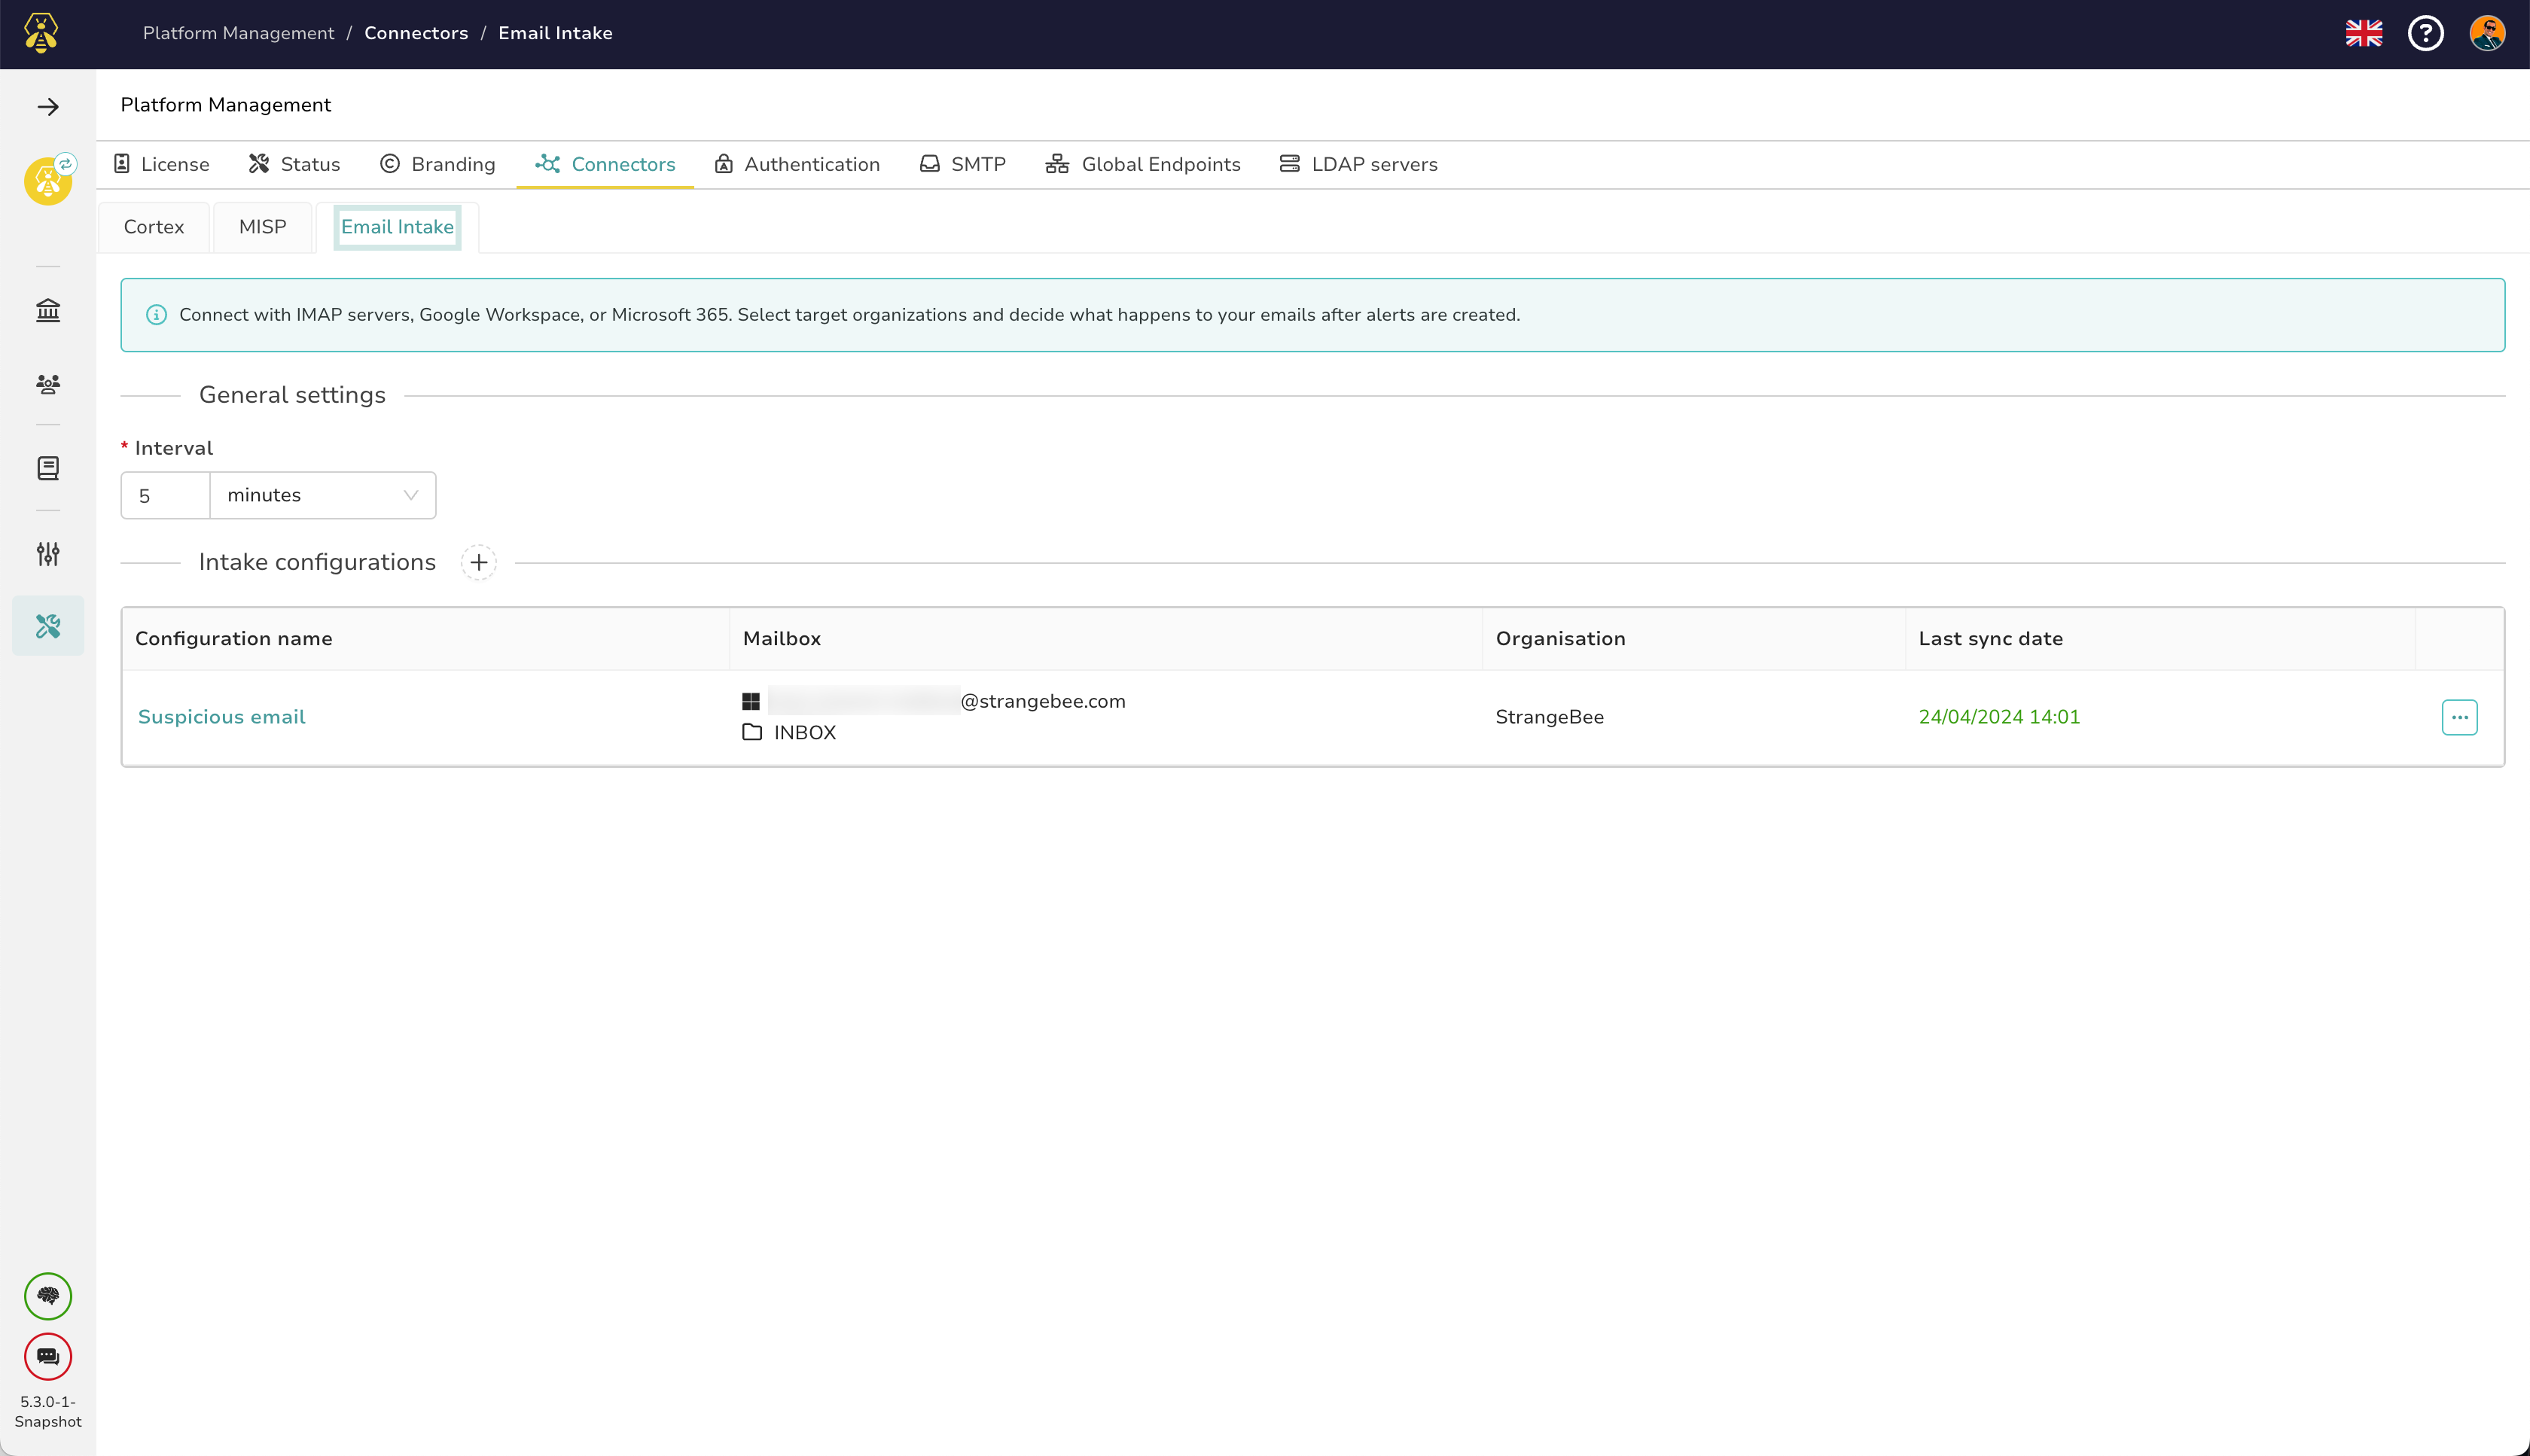 Platform Management / Connectors / Email Intake
Platform Management
License Status Branding Connectors Authentication SMTP Global Endpoints LDAP servers
Cortex MISP Email Intake
Connect with IMAP servers, Google Workspace, or Microsoft 365. Select target organizations and decide what happens to your emails after alerts are created.
General settings
* Interval
5 minutes
Intake configurations
Configuration name Mailbox Organisation Last sync date
@strangebee.com
Suspicious email StrangeBee 24/04/2024 14:01
INBOX
5.3.0-1-
Snapshot